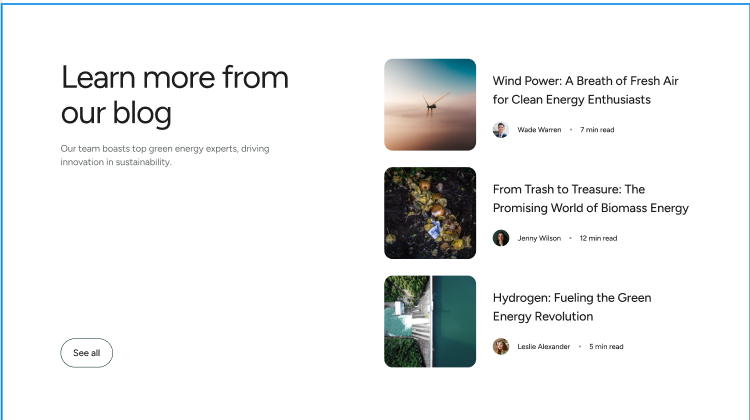 Learn more from
our blog
Our team boasts top green energy experts, driving
innovation in sustainability.
See all
Wind Power: A Breath of Fresh Air
for Clean Energy Enthusiasts
Wade Warren • 7 min read
From Trash to Treasure: The
Promising World of Biomass Energy
Jenny Wilson • 12 min read
Hydrogen: Fueling the Green
Energy Revolution
Leslie Alexander • 5 min read